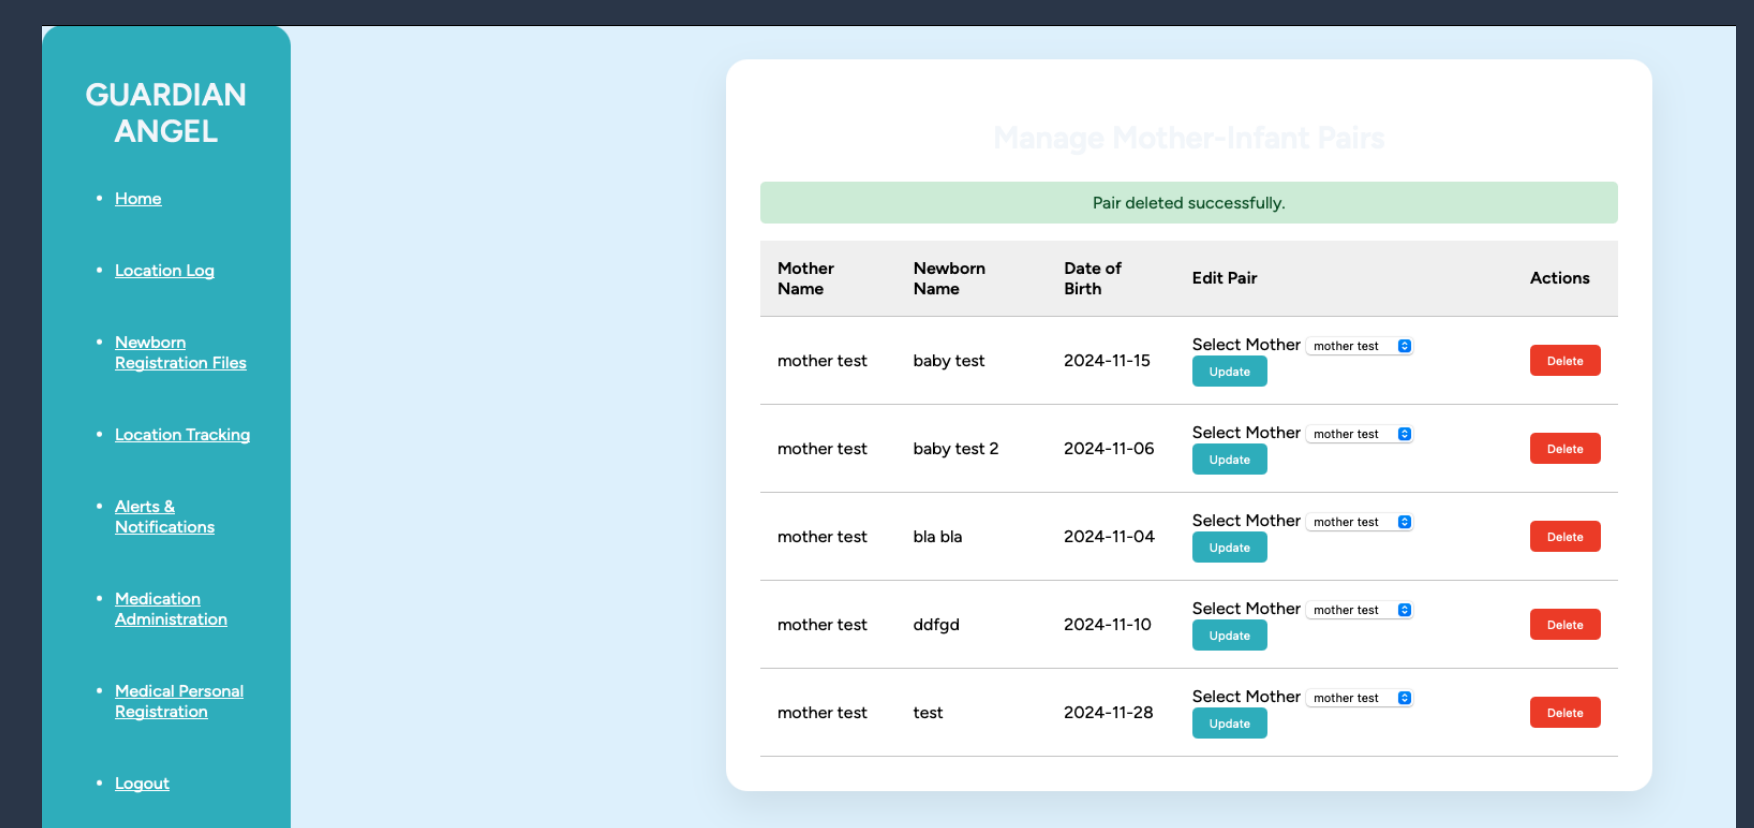 GUARDIAN
ANGEL
Home
Location Log
Newborn
Registration Files
Location Tracking
Alerts &
Notifications
Medication
Administration
Medical Personal
Registration
Logout
Manage Mother-Infant Pairs
Pair deleted successfully.
Mother Name Newborn Name Date of Birth Edit Pair Actions
mother test baby test 2024-11-15 Select Mother mother test Delete
Update
mother test baby test 2 2024-11-06 Select Mother mother test Delete
Update
mother test bla bla 2024-11-04 Select Mother mother test Delete
Update
mother test ddfgd 2024-11-10 Select Mother mother test Delete
Update
mother test test 2024-11-28 Select Mother mother test Delete
Update